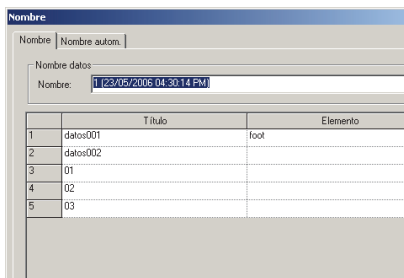 Nombre
Nombre Nombre autom.
Nombre datos
Nombre: 1 (23/05/2006 04:30:14 PM)
Título Elemento
1 datos001 foot
2 datos002
3 01
4 02
5 03